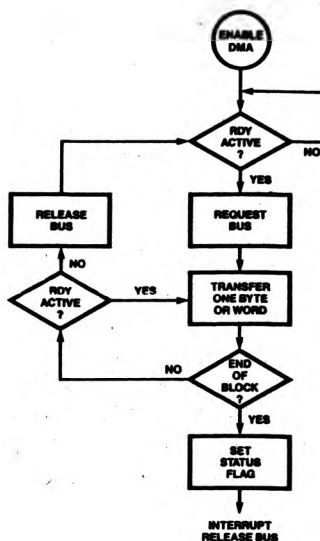 ENABLE
DMA
RDY
ACTIVE
?
NO
YES
RELEASE
BUS
REQUEST
BUS
NO
RDY
ACTIVE
?
YES
TRANSFER
ONE BYTE
OR WORD
NO
END
OF
BLOCK
?
YES
SET
STATUS
FLAG
INTERRUPT
RELEASE BUS